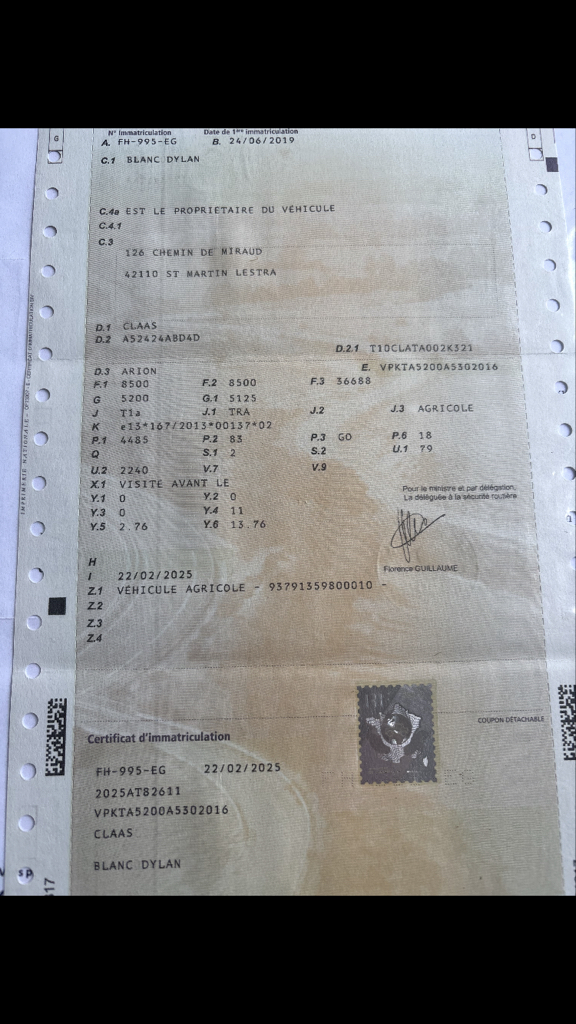 G
D
N° Immatriculation Date de 1ère immatriculation
A. FH-995-EG B. 24/06/2019
C.1 BLANC DYLAN
C.4a EST LE PROPRIETAIRE DU VEHICULE
C.4.1
C.3
126 CHEMIN DE MIRAUD
42110 ST MARTIN LESTRA
D.1 CLAAS
D.2 A52424ABD4D
D.2.1 T10CLATA002K321
D.3 ARION E. VPKTA5200A5302016
F.1 8500 F.2 8500 F.3 36688
G 5200 G.1 5125
J T1a J.1 TRA J.2 J.3 AGRICOLE
K e13*167/2013*00137*02
P.1 4485 P.2 83 P.3 GO P.6 18
Q S.1 2 S.2 U.1 79
U.2 2240 V.7 V.9
X.1 VISITE AVANT LE
Y.1 0 Y.2 0
Y.3 0 Y.4 11
Y.5 2.76 Y.6 13.76
Pour le ministre et par délégation,
La déléguée à la sécurité routière
Florence GUILLAUME
H
I 22/02/2025
Z.1 VÉHICULE AGRICOLE - 93791359800010 -
Z.2
Z.3
Z.4
COUPON DÉTACHABLE
Certificat d'immatriculation
FH-995-EG 22/02/2025
2025AT82611
VPKTA5200A5302016
CLAAS
BLANC DYLAN
IMPRIMERIE NATIONALE